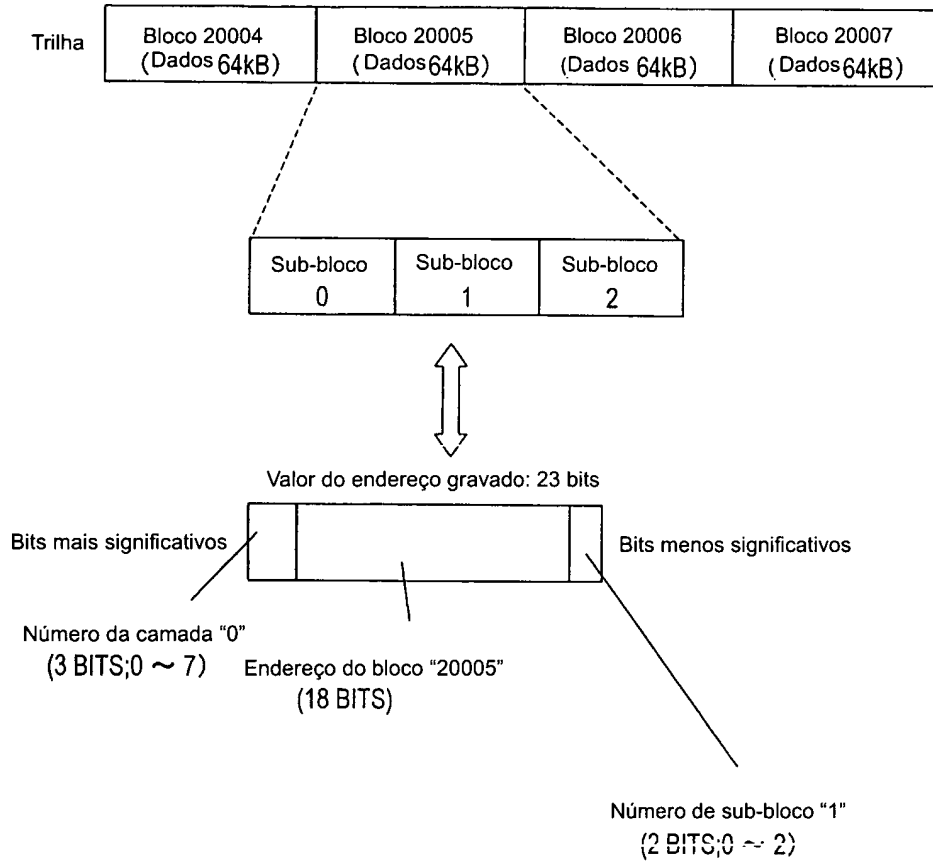 Trilha
Bloco 20004
(Dados 64kB)
Bloco 20005
(Dados 64kB)
Bloco 20006
(Dados 64kB)
Bloco 20007
(Dados 64kB)
Sub-bloco
0
Sub-bloco
1
Sub-bloco
2
Valor do endereço gravado: 23 bits
Bits mais significativos
Bits menos significativos
Número da camada “0”
(3 BITS;0 ~ 7)
Endereço do bloco “20005”
(18 BITS)
Número de sub-bloco “1”
(2 BITS;0 ~ 2)